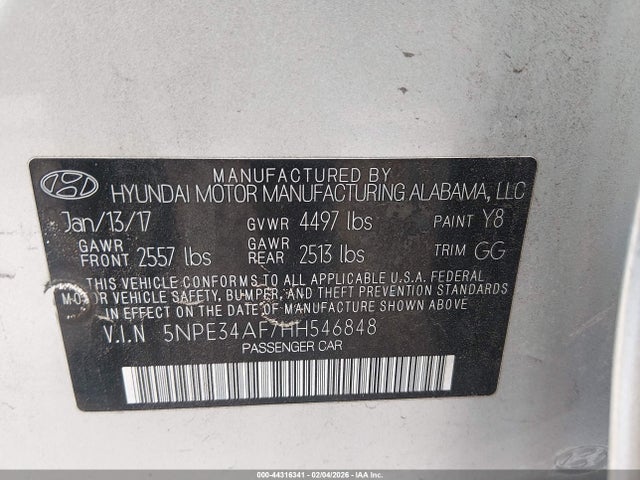 MANUFACTURED BY
HYUNDAI MOTOR MANUFACTURING ALABAMA, LLC
Jan/13/17 GVWR 4497 lbs PAINT Y8
GAWR FRONT 2557 lbs GAWR REAR 2513 lbs TRIM GG
THIS VEHICLE CONFORMS TO ALL APPLICABLE U.S.A. FEDERAL
MOTOR VEHICLE SAFETY, BUMPER, AND THEFT PREVENTION STANDARDS
IN EFFECT ON THE DATE OF MANUFACTURE SHOWN ABOVE.
V.I.N 5NPE34AF7HH546848
PASSENGER CAR
000-44316341 - 02/04/2026 - IAAI.COM